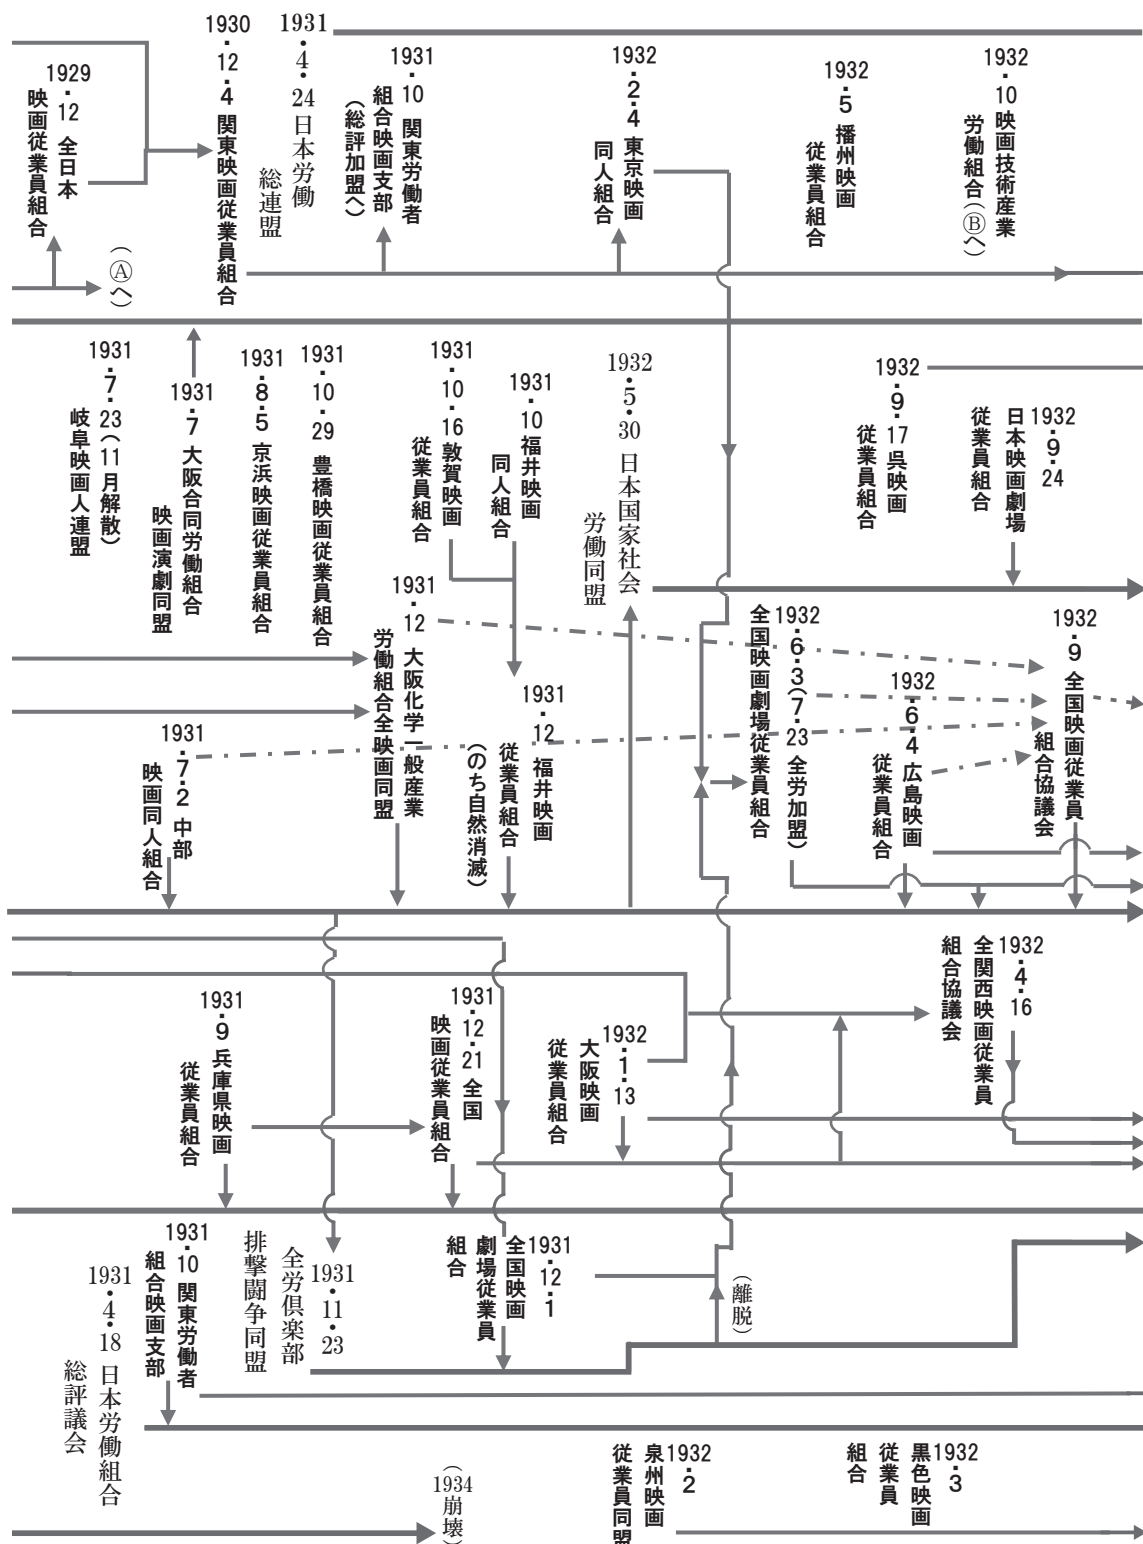 1929・12 全日本
映画従業員組合
(Ⓐへ)
1930・12・4 関東映画従業員組合
1931・4・24 日本労働
総連盟
1931・10 関東労働者
組合映画支部
(総評加盟へ)
1932・2・4 東京映画
同人組合
1932・5 播州映画
従業員組合
1932・10 映画技術産業
労働組合(Ⓑへ)
1931・7・23(11月解散)
岐阜映画人連盟
1931・7 大阪合同労働組合
映画演劇同盟
1931・8・5 京浜映画従業員組合
1931・10・29 豊橋映画従業員組合
1931・10・16 敦賀映画
従業員組合
1931・10 福井映画
同人組合
1932・5・30 日本国家社会
労働同盟
1932・9・17 呉映画
従業員組合
1932・9・24
日本映画劇場
従業員組合
1931・7・2 中部
映画同人組合
1931・12 大阪化学一般産業
労働組合全映画同盟
1931・12 福井映画
従業員組合
(のち自然消滅)
1932・6・3(7・23 全労加盟)
全国映画劇場従業員組合
1932・6・4 広島映画
従業員組合
1932・9 全国映画従業員
組合協議会
1931・9 兵庫県映画
従業員組合
1931・12・21 全国
映画従業員組合
1932・1・13
大阪映画
従業員組合
1932・4・16
全関西映画従業員
組合協議会
1931・4・18 日本労働組合
総評議会
1931・10 関東労働者
組合映画支部
1931・11・23
全労倶楽部
排撃闘争同盟
1931・12・1
全国映画
劇場従業員
組合
(離脱)
(1934崩壊)
1932・2
泉州映画
従業員同盟
1932・3
黒色映画
従業員
組合